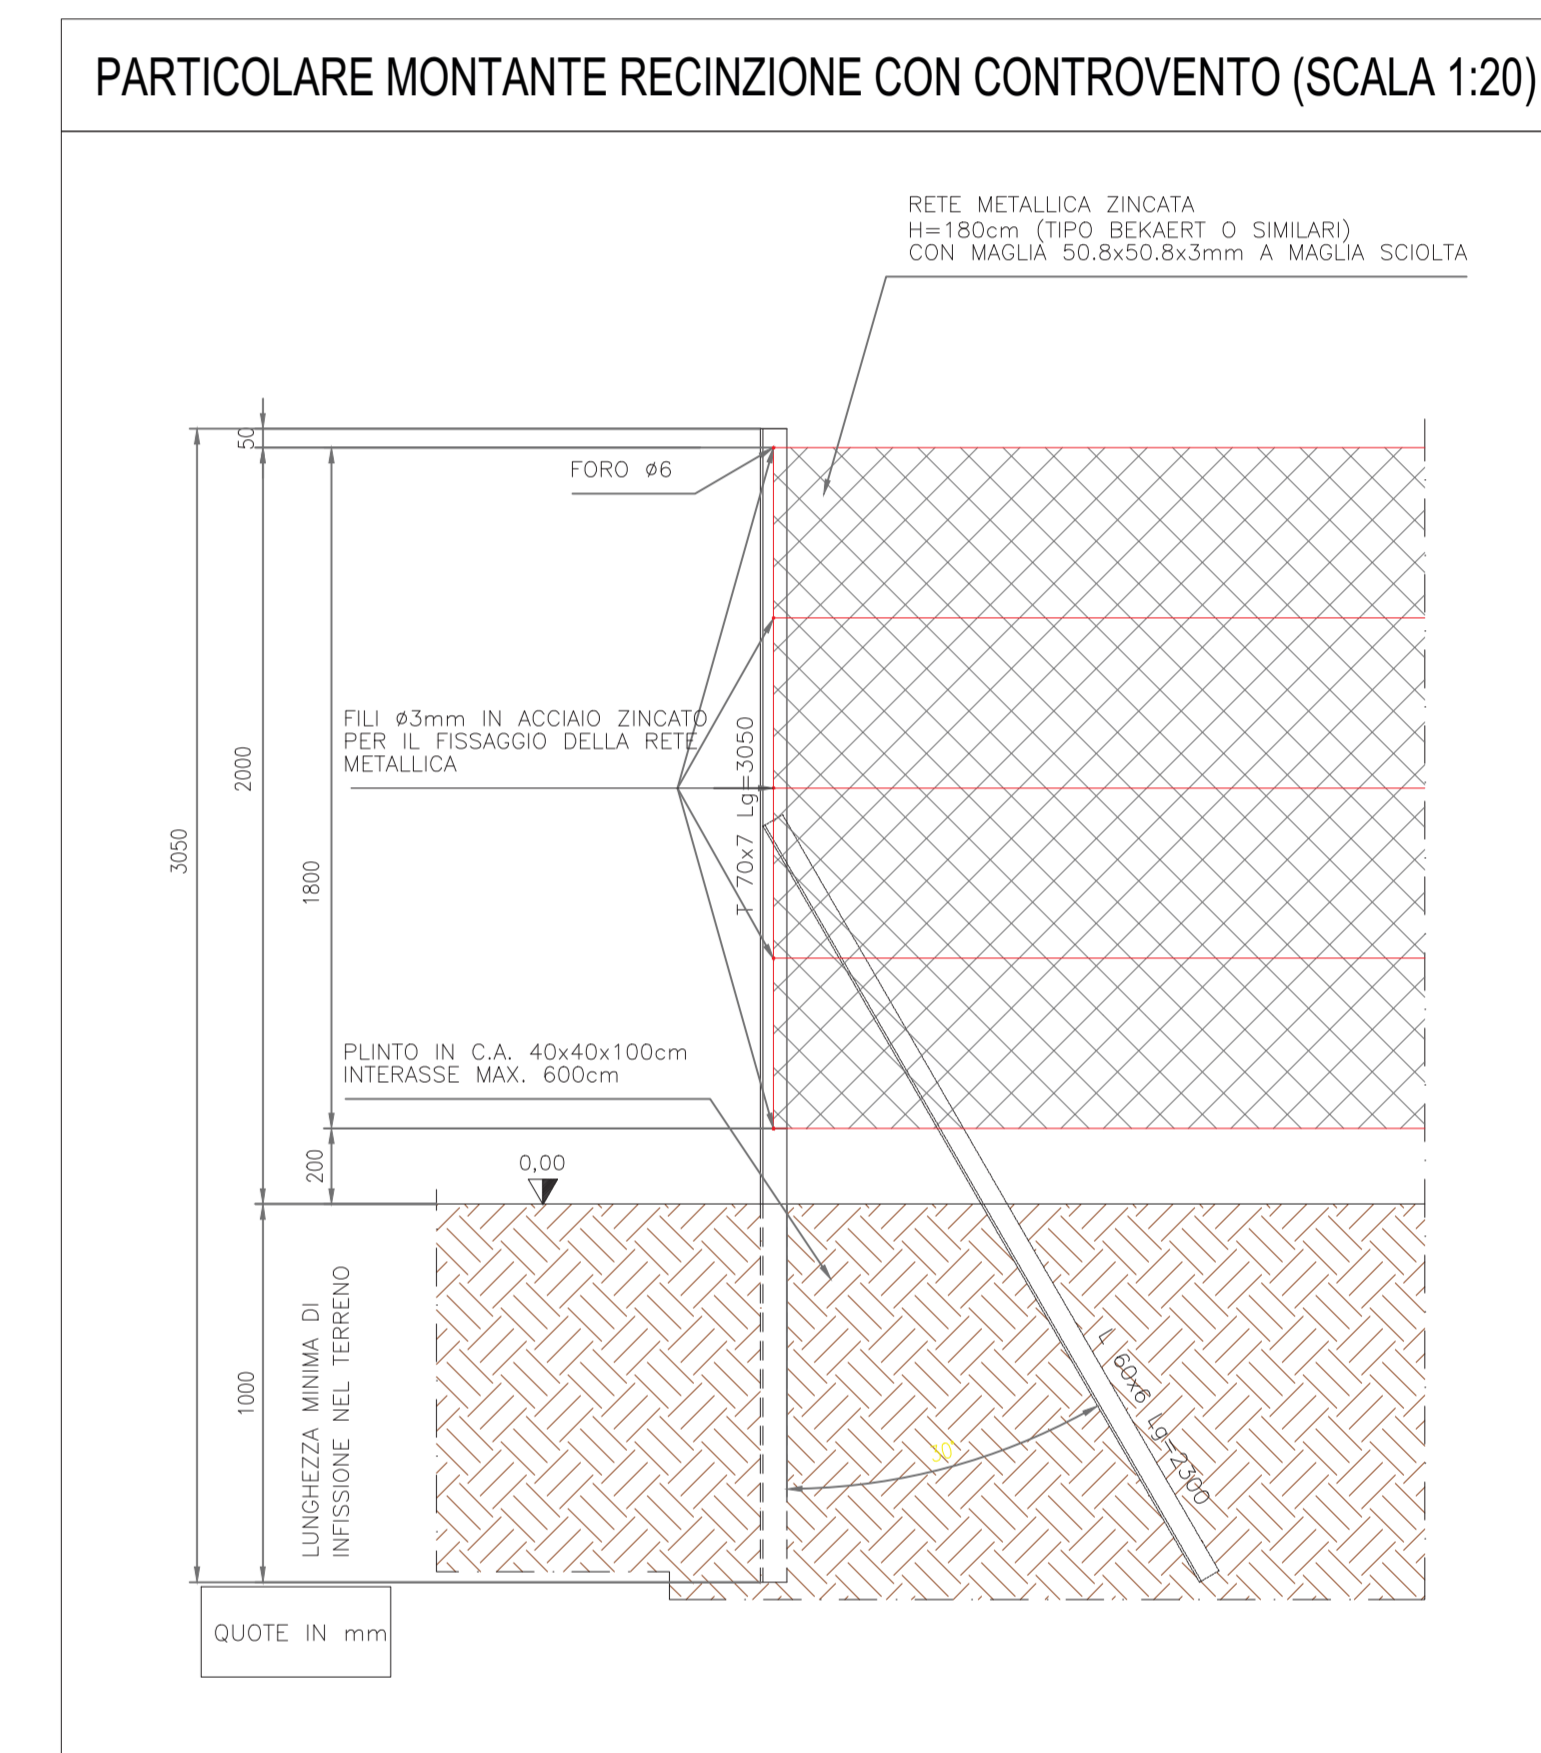 PARTICOLARE MONTANTE RECINZIONE CON CONTROVENTO (SCALA 1:20)
RETE METALLICA ZINCATA
H=180cm (TIPO BEKAERT O SIMILARI)
CON MAGLIA 50.8x50.8x3mm A MAGLIA SCIOLTA
50
FORO ø6
FILI ø3mm IN ACCIAIO ZINCATO
PER IL FISSAGGIO DELLA RETE
METALLICA
T 70x7 Lg=3050
2000
3050
1800
PLINTO IN C.A. 40x40x100cm
INTERASSE MAX. 600cm
200
0,00
1000
LUNGHEZZA MINIMA DI
INFISSIONE NEL TERRENO
30°
L 60x6 Lg=2300
QUOTE IN mm